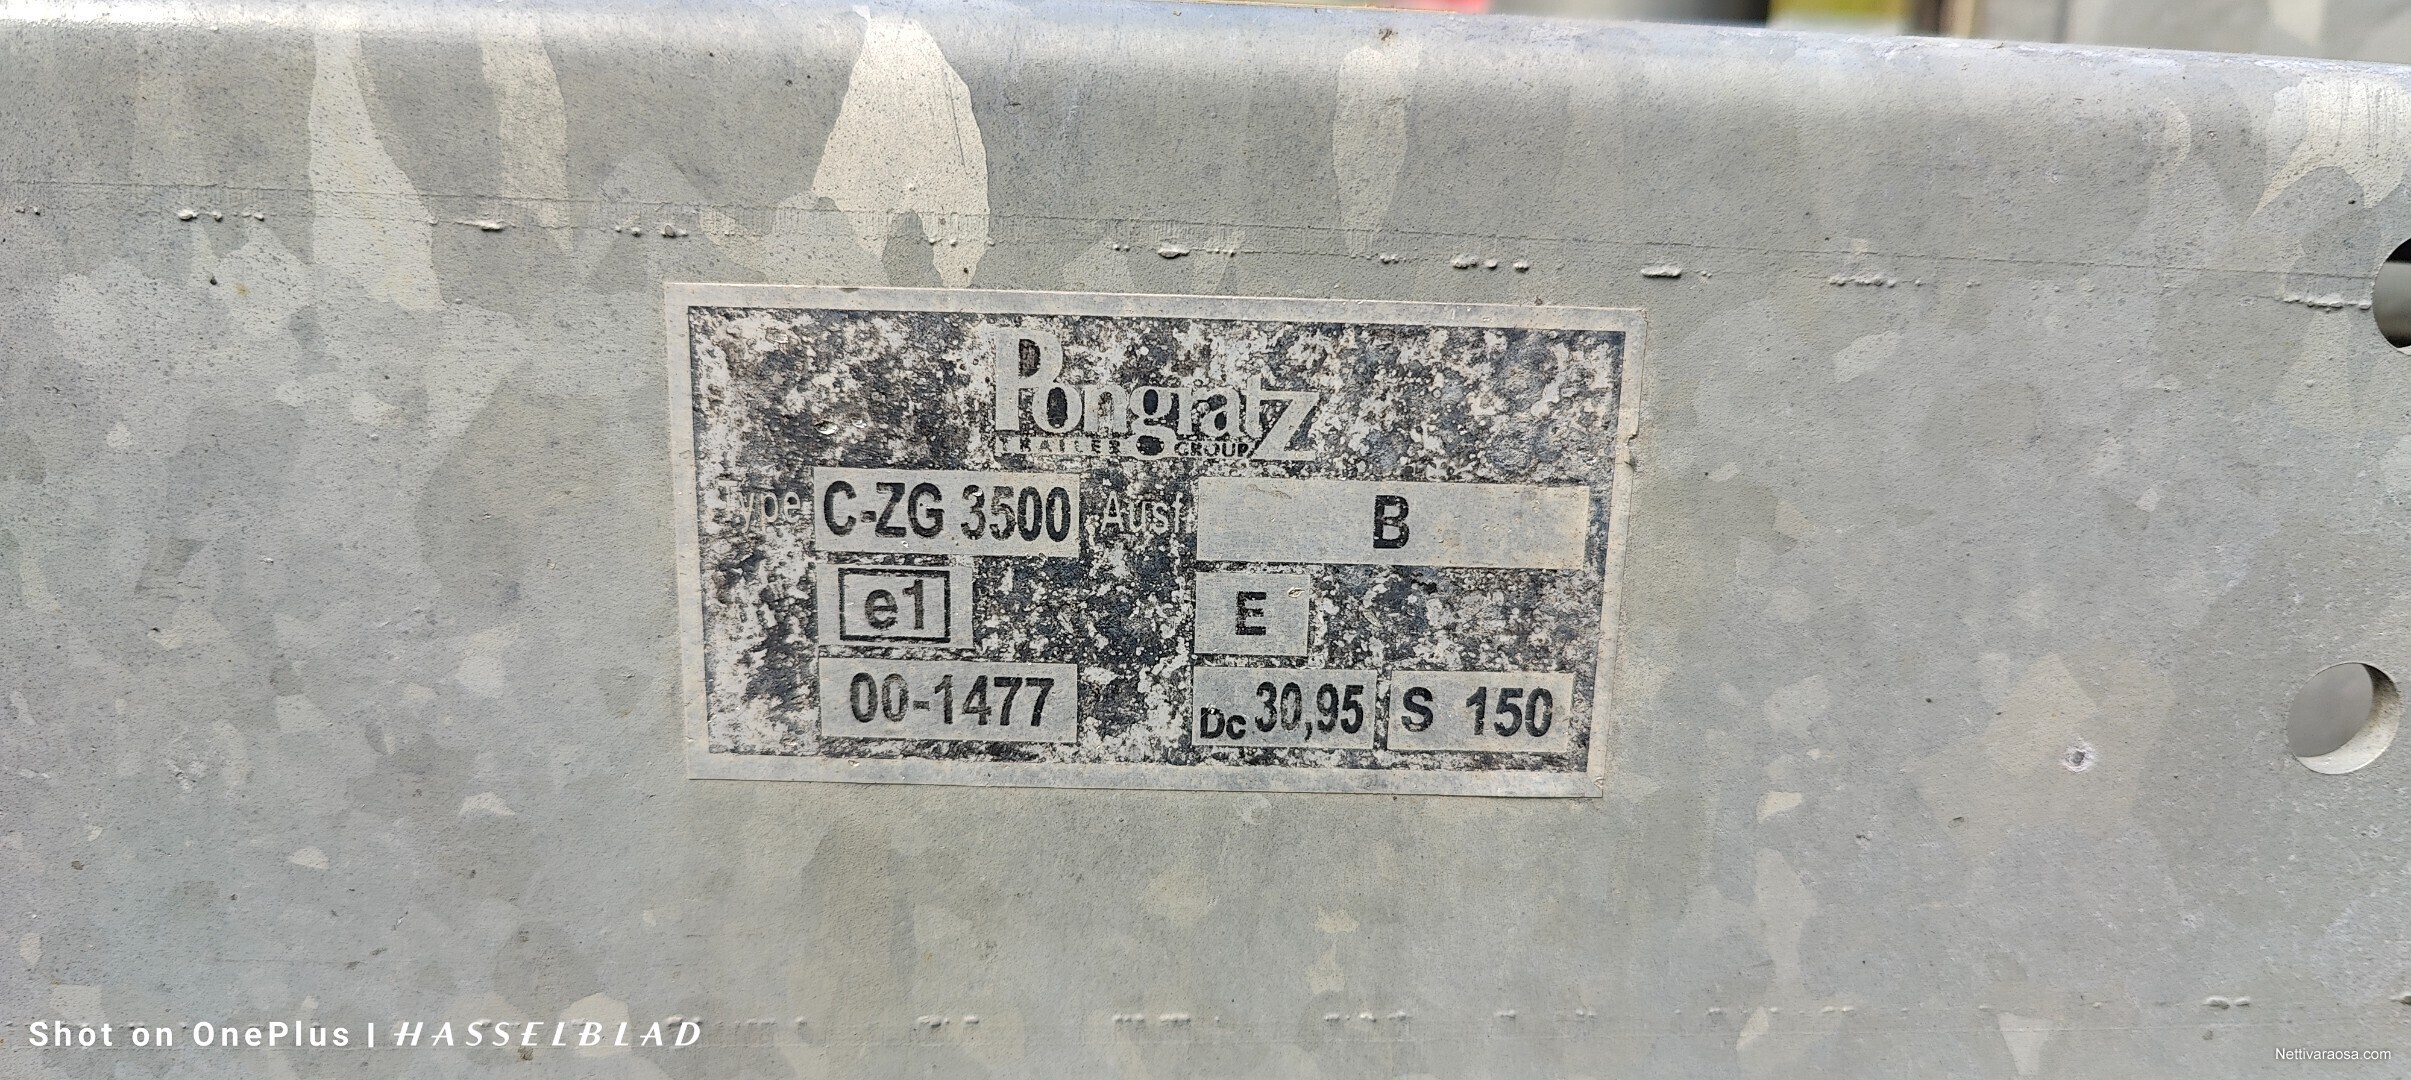 Pongratz
TRAILER GROUP
Type C-ZG 3500 Ausf. B
e1 E
00-1477 Dc 30,95 S 150
Shot on OnePlus | HASSELBLAD
Nettivaraosa.com